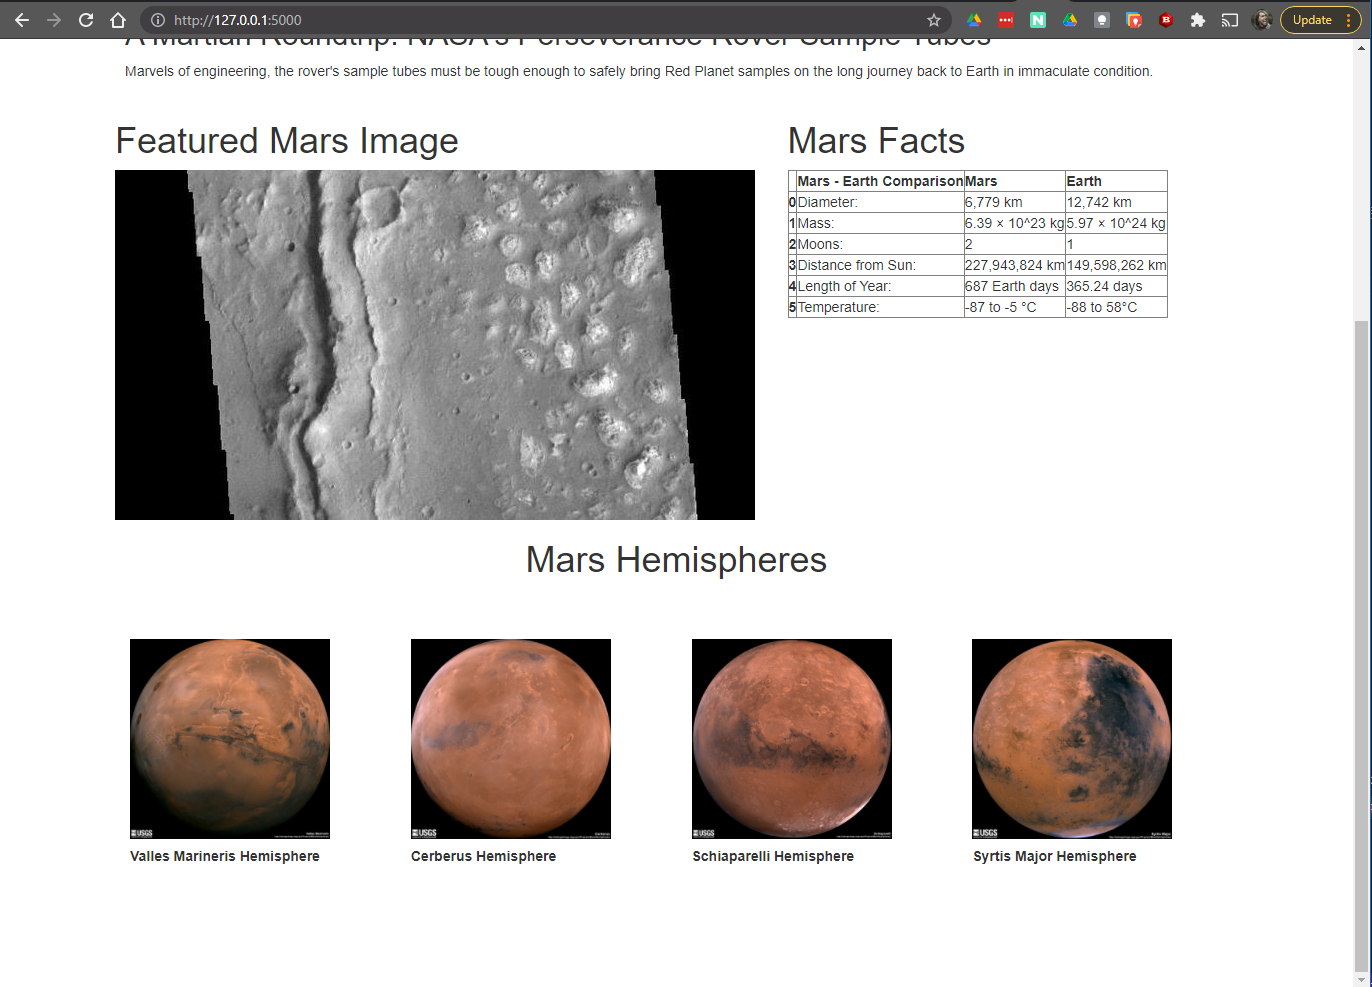 http://127.0.0.1:5000
Update
A Martian Roundtrip: NASA's Perseverance Rover Sample Tubes
Marvels of engineering, the rover's sample tubes must be tough enough to safely bring Red Planet samples on the long journey back to Earth in immaculate condition.
Featured Mars Image
Mars Facts
Mars - Earth Comparison Mars Earth
0 Diameter: 6,779 km 12,742 km
1 Mass: 6.39 × 10^23 kg 5.97 × 10^24 kg
2 Moons: 2 1
3 Distance from Sun: 227,943,824 km 149,598,262 km
4 Length of Year: 687 Earth days 365.24 days
5 Temperature: -87 to -5 °C -88 to 58°C
Mars Hemispheres
USGS USGS USGS USGS
Valles Marineris Hemisphere Cerberus Hemisphere Schiaparelli Hemisphere Syrtis Major Hemisphere